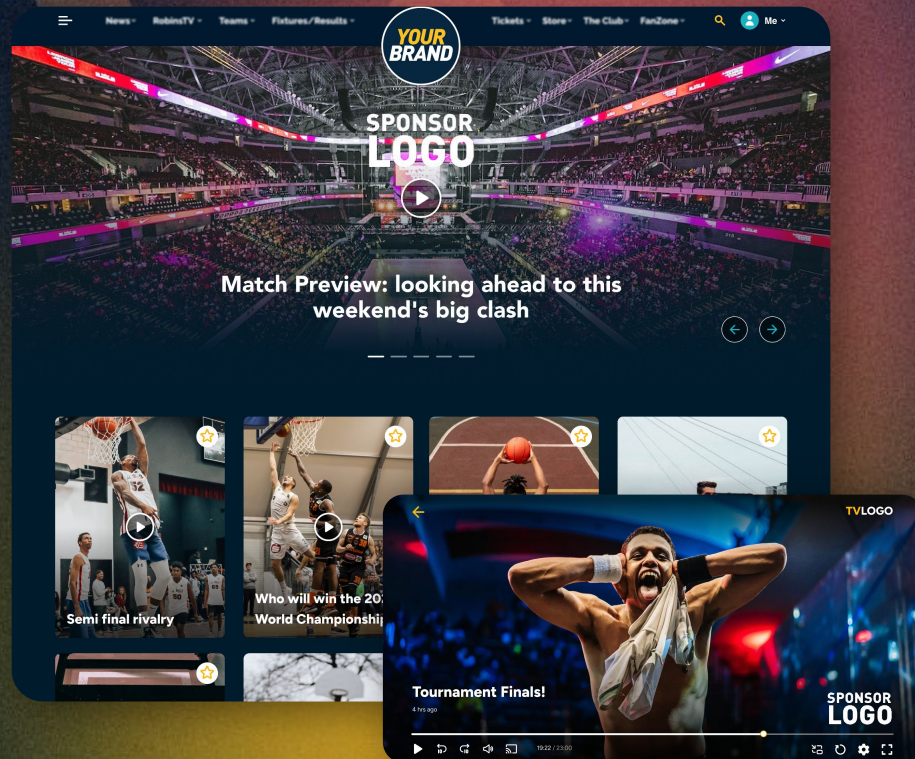 News
RobinsTV
Teams
Fixtures/Results
YOUR
BRAND
Tickets
Store
The Club
FanZone
Me
SPONSOR
LOGO
Match Preview: looking ahead to this
weekend's big clash
Semi final rivalry
Who will win the
World Championship
TVLOGO
Tournament Finals!
4 hrs ago
SPONSOR
LOGO
19:22 / 23:00